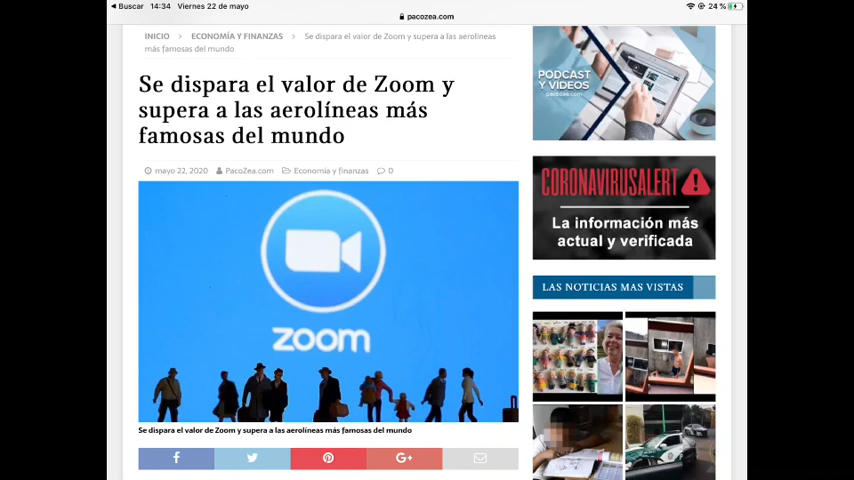 Buscar 14:34 Viernes 22 de mayo 24 %
pacozea.com
INICIO ECONOMÍA Y FINANZAS Se dispara el valor de Zoom y supera a las aerolíneas
más famosas del mundo
Se dispara el valor de Zoom y
supera a las aerolíneas más
famosas del mundo
mayo 22, 2020 PacoZea.com Economía y finanzas 0
zoom
Se dispara el valor de Zoom y supera a las aerolíneas más famosas del mundo
f G+
PODCAST
Y VIDEOS
pacozea.com
CORONAVIRUSALERT
La información más
actual y verificada
LAS NOTICIAS MAS VISTAS